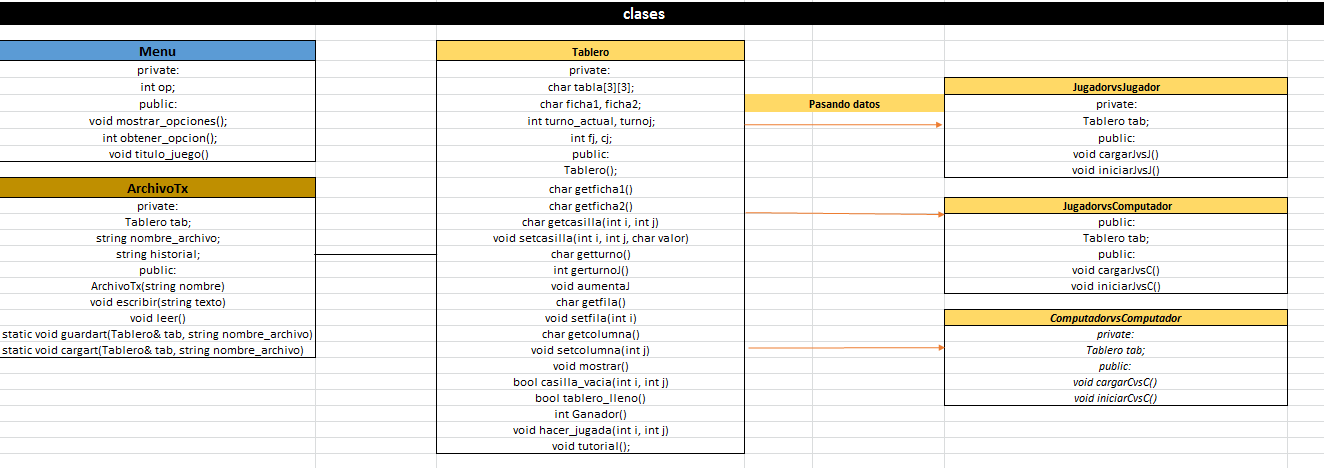 clases
Menu
private:
int op;
public:
void mostrar_opciones();
int obtener_opcion();
void titulo_juego()
ArchivoTx
private:
Tablero tab;
string nombre_archivo;
string historial;
public:
ArchivoTx(string nombre)
void escribir(string texto)
void leer()
static void guardart(Tablero& tab, string nombre_archivo)
static void cargart(Tablero& tab, string nombre_archivo)
Tablero
private:
char tabla[3][3];
char ficha1, ficha2;
int turno_actual, turnoj;
int fj, cj;
public:
Tablero();
char getficha1()
char getficha2()
char getcasilla(int i, int j)
void setcasilla(int i, int j, char valor)
char getturno()
int gerturnoJ()
void aumentaJ
char getfila()
void setfila(int i)
char getcolumna()
void setcolumna(int j)
void mostrar()
bool casilla_vacia(int i, int j)
bool tablero_lleno()
int Ganador()
void hacer_jugada(int i, int j)
void tutorial();
Pasando datos
JugadorvsJugador
private:
Tablero tab;
public:
void cargarJvsJ()
void iniciarJvsJ()
JugadorvsComputador
public:
Tablero tab;
public:
void cargarJvsC()
void iniciarJvsC()
ComputadorvsComputador
private:
Tablero tab;
public:
void cargarCvsC()
void iniciarCvsC()